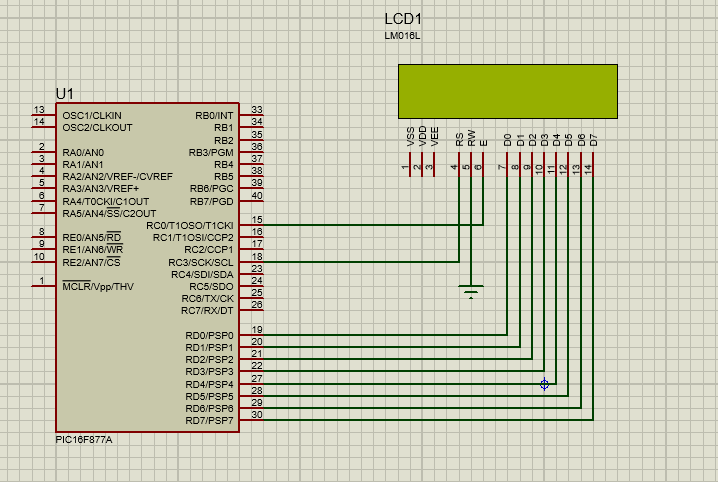 LCD1
LM016L
VSS VDD VEE RS RW E D0 D1 D2 D3 D4 D5 D6 D7
1 2 3 4 5 6 7 8 9 10 11 12 13 14
U1
13 OSC1/CLKIN RB0/INT 33
14 OSC2/CLKOUT RB1 34
RB2 35
2 RA0/AN0 RB3/PGM 36
3 RA1/AN1 RB4 37
4 RA2/AN2/VREF-/CVREF RB5 38
5 RA3/AN3/VREF+ RB6/PGC 39
6 RA4/T0CKI/C1OUT RB7/PGD 40
7 RA5/AN4/SS/C2OUT
RC0/T1OSO/T1CKI 15
8 RE0/AN5/RD RC1/T1OSI/CCP2 16
9 RE1/AN6/WR RC2/CCP1 17
10 RE2/AN7/CS RC3/SCK/SCL 18
RC4/SDI/SDA 23
1 MCLR/Vpp/THV RC5/SDO 24
RC6/TX/CK 25
RC7/RX/DT 26
RD0/PSP0 19
RD1/PSP1 20
RD2/PSP2 21
RD3/PSP3 22
RD4/PSP4 27
RD5/PSP5 28
RD6/PSP6 29
RD7/PSP7 30
PIC16F877A